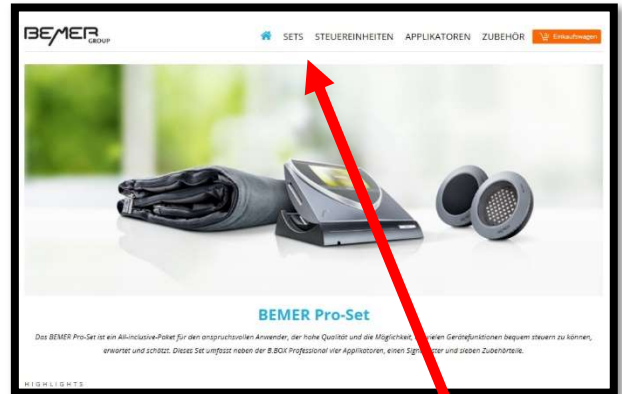 BEMER
GROUP
SETS STEUEREINHEITEN APPLIKATOREN ZUBEHÖR Einkaufswagen
BEMER Pro-Set
Das BEMER Pro-Set ist ein All-inclusive-Paket für den anspruchsvollen Anwender, der hohe Qualität und die Möglichkeit, vielen Gerätefunktionen bequem steuern zu können,
erwartet und schätzt. Dieses Set umfasst neben der B.BOX Professional vier Applikatoren, einen und sieben Zubehörteile.
HIGHLIGHTS